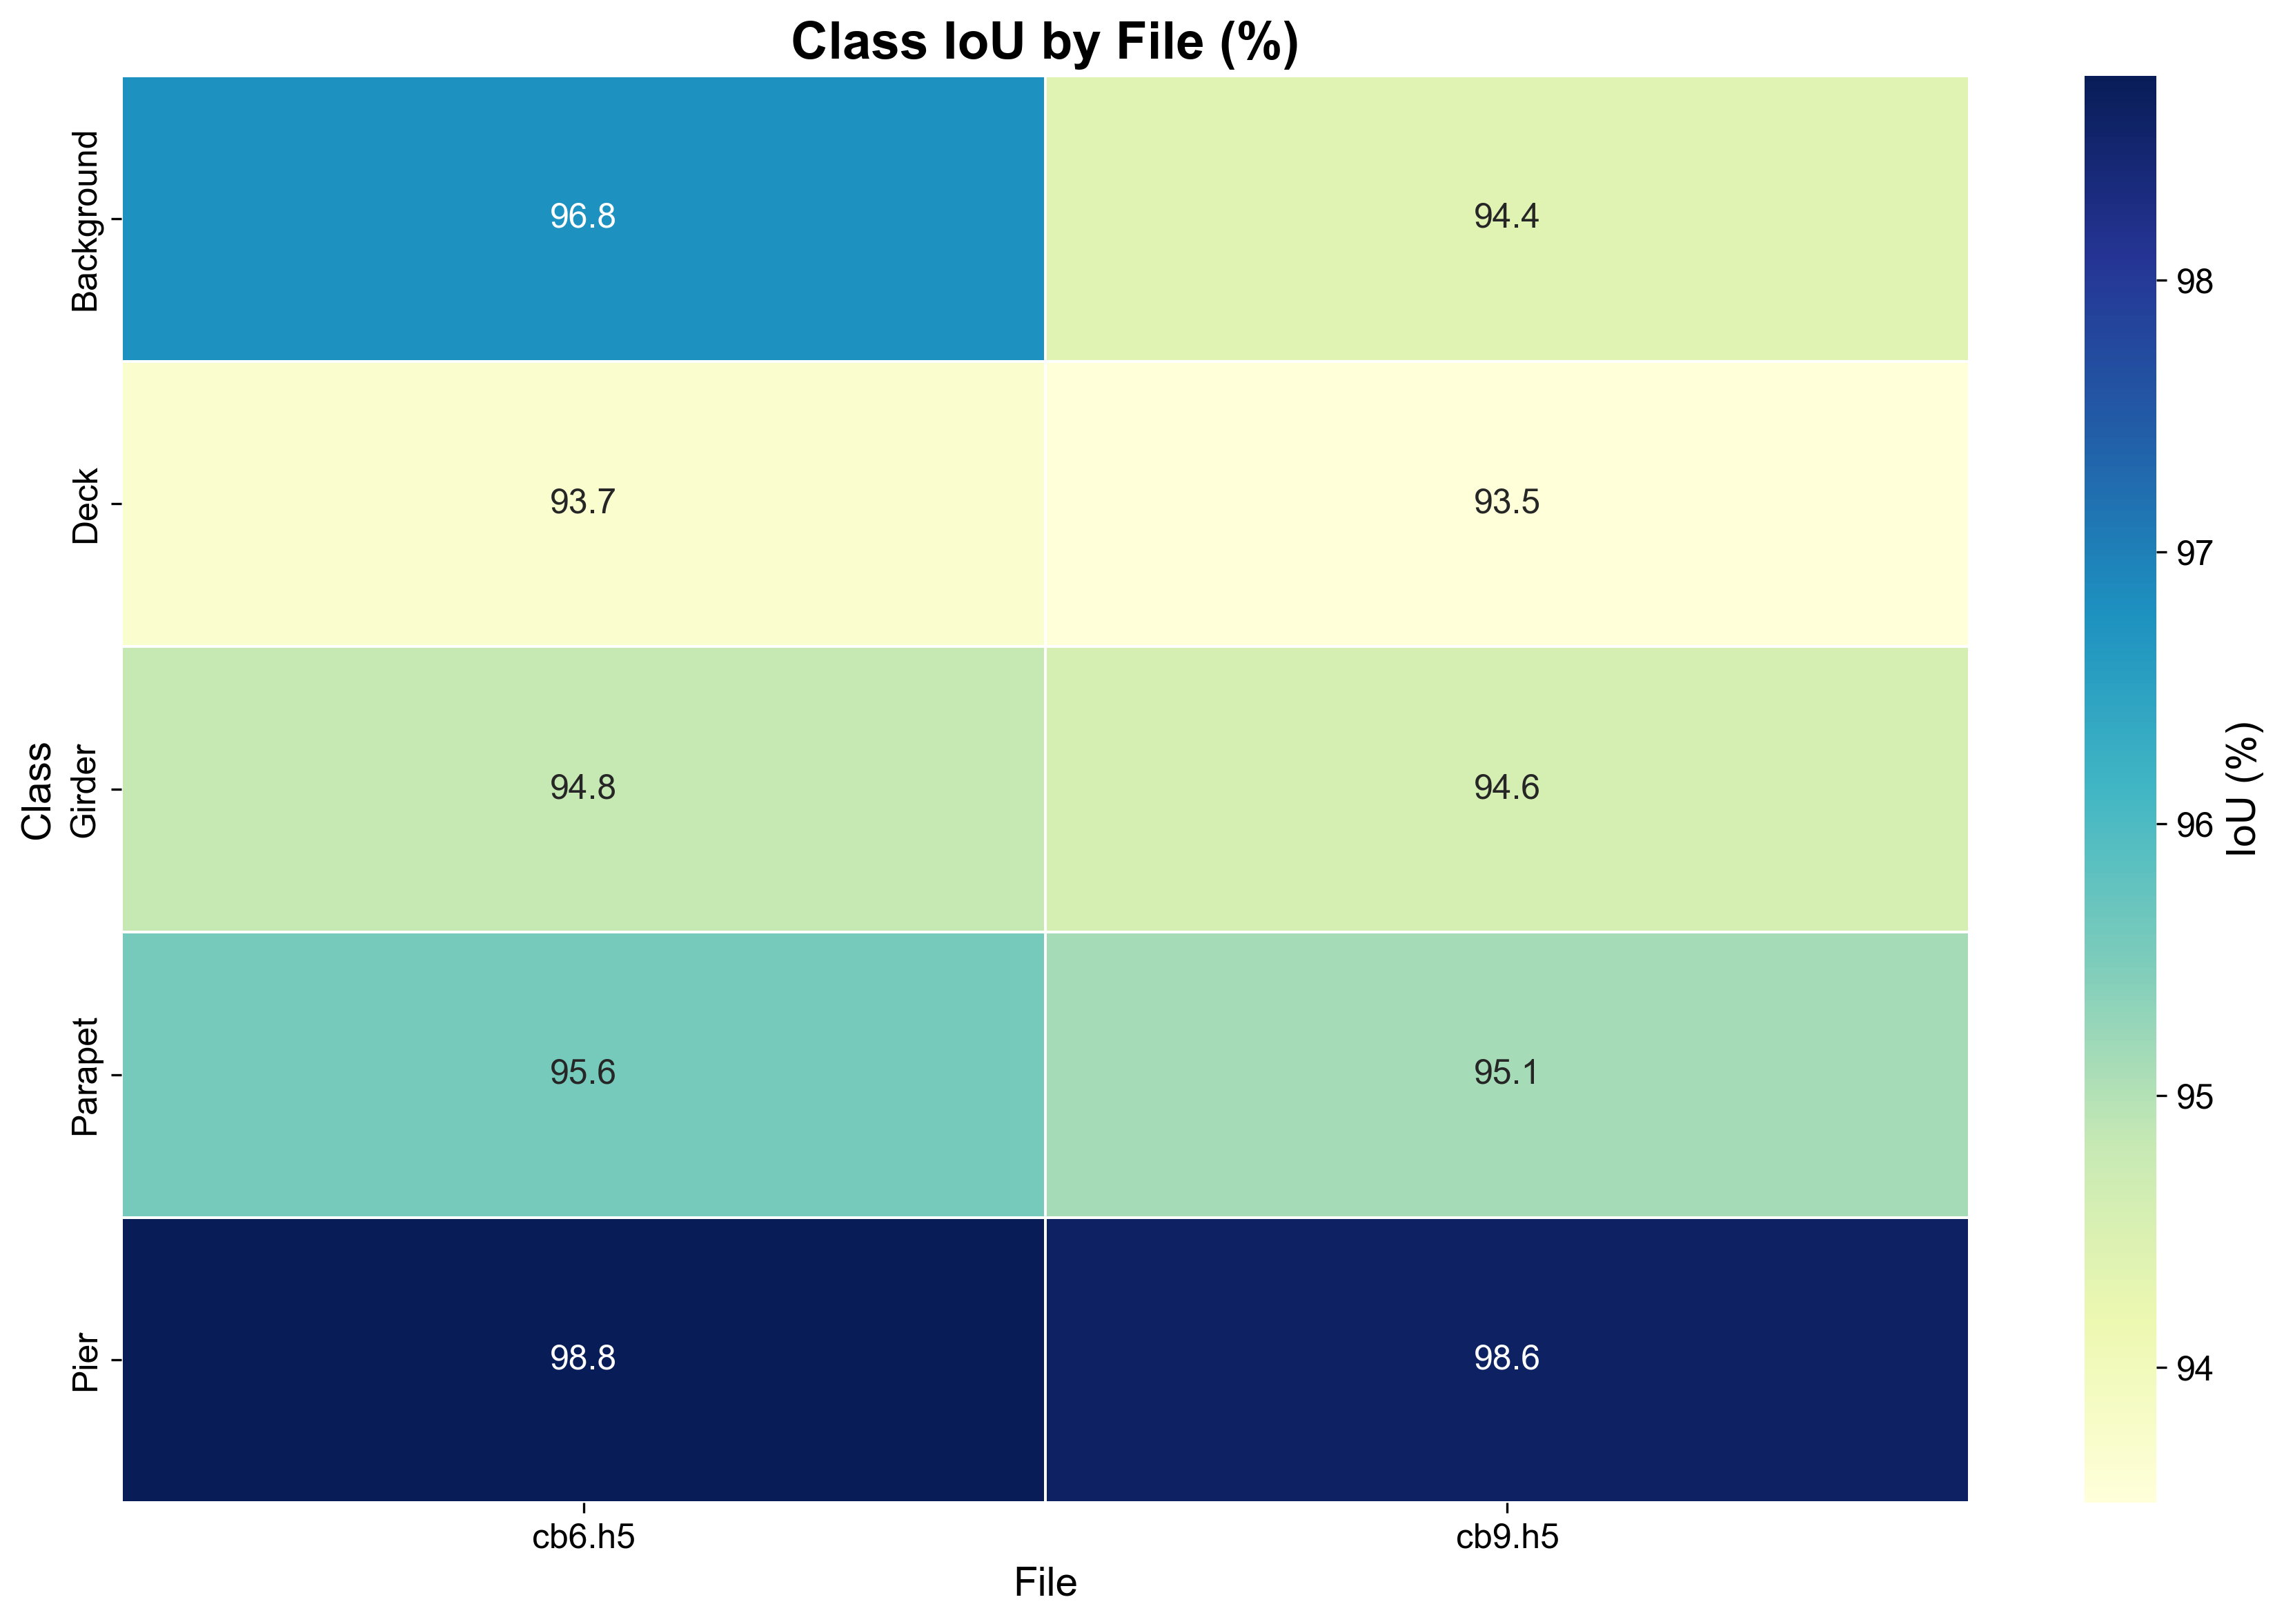 Class IoU by File (%)
Background
96.8
94.4
Deck
93.7
93.5
Class
Girder
94.8
94.6
Parapet
95.6
95.1
Pier
98.8
98.6
cb6.h5
cb9.h5
File
98
97
96
95
94
IoU (%)